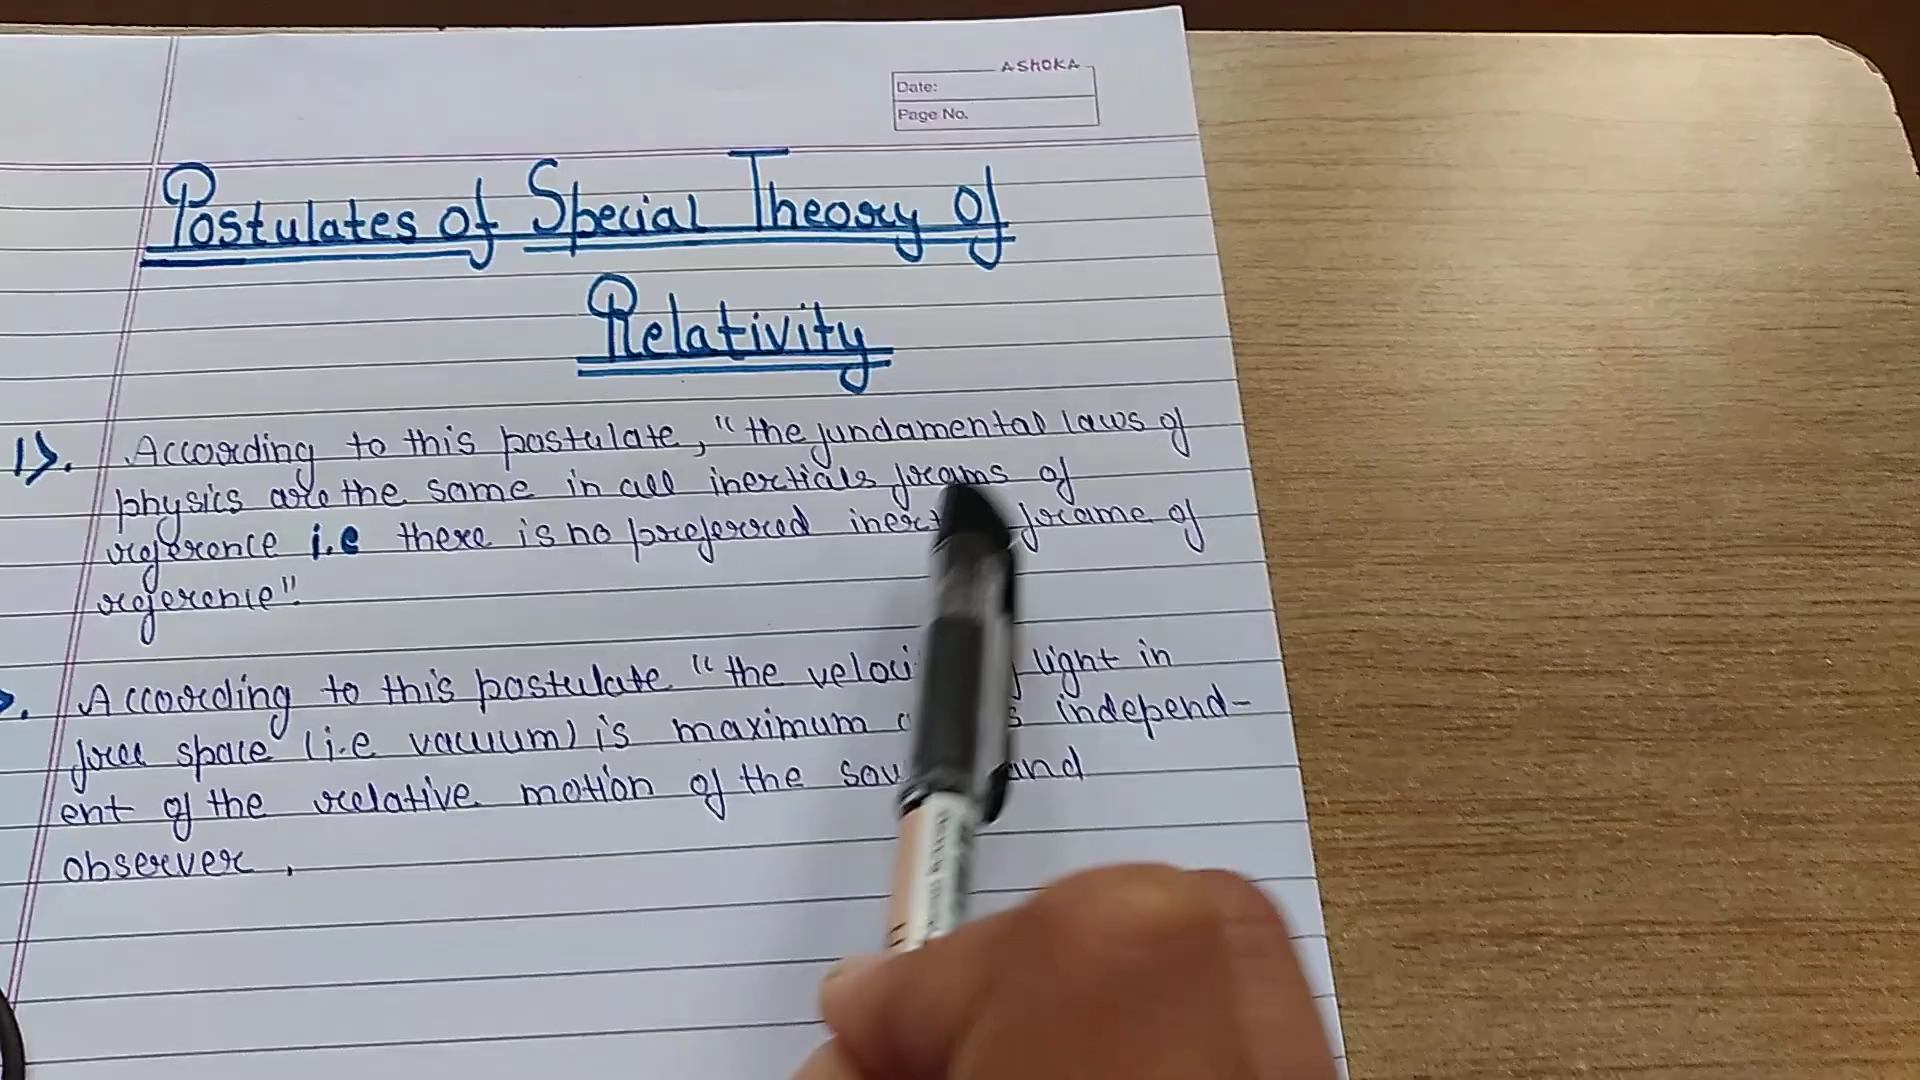 ASHOKA
Date:
Page No.
Postulates of Special Theory Of
Relativity
1).
According to this postulate, "the fundamental laws of
physics are the same in all inertials frams of
reference i.e there is no preferred frame of
reference".
According to this postulate "the light in
free space (i.e vacuum) is maximum independ-
ent of the relative motion of the and
observer.